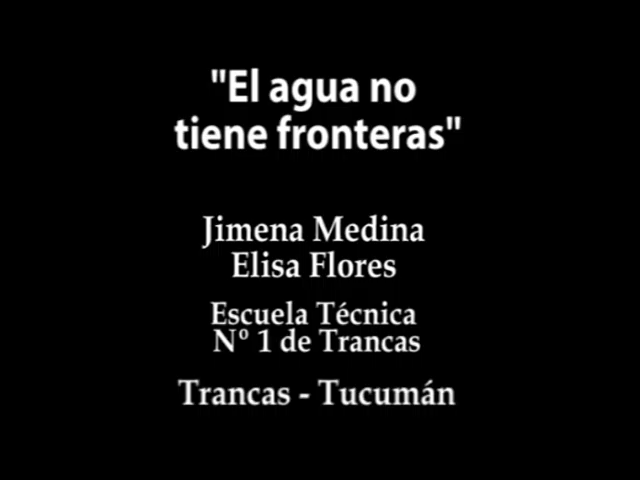 "El agua no
tiene fronteras"
Jimena Medina
Elisa Flores
Escuela Técnica
Nº 1 de Trancas
Trancas - Tucumán